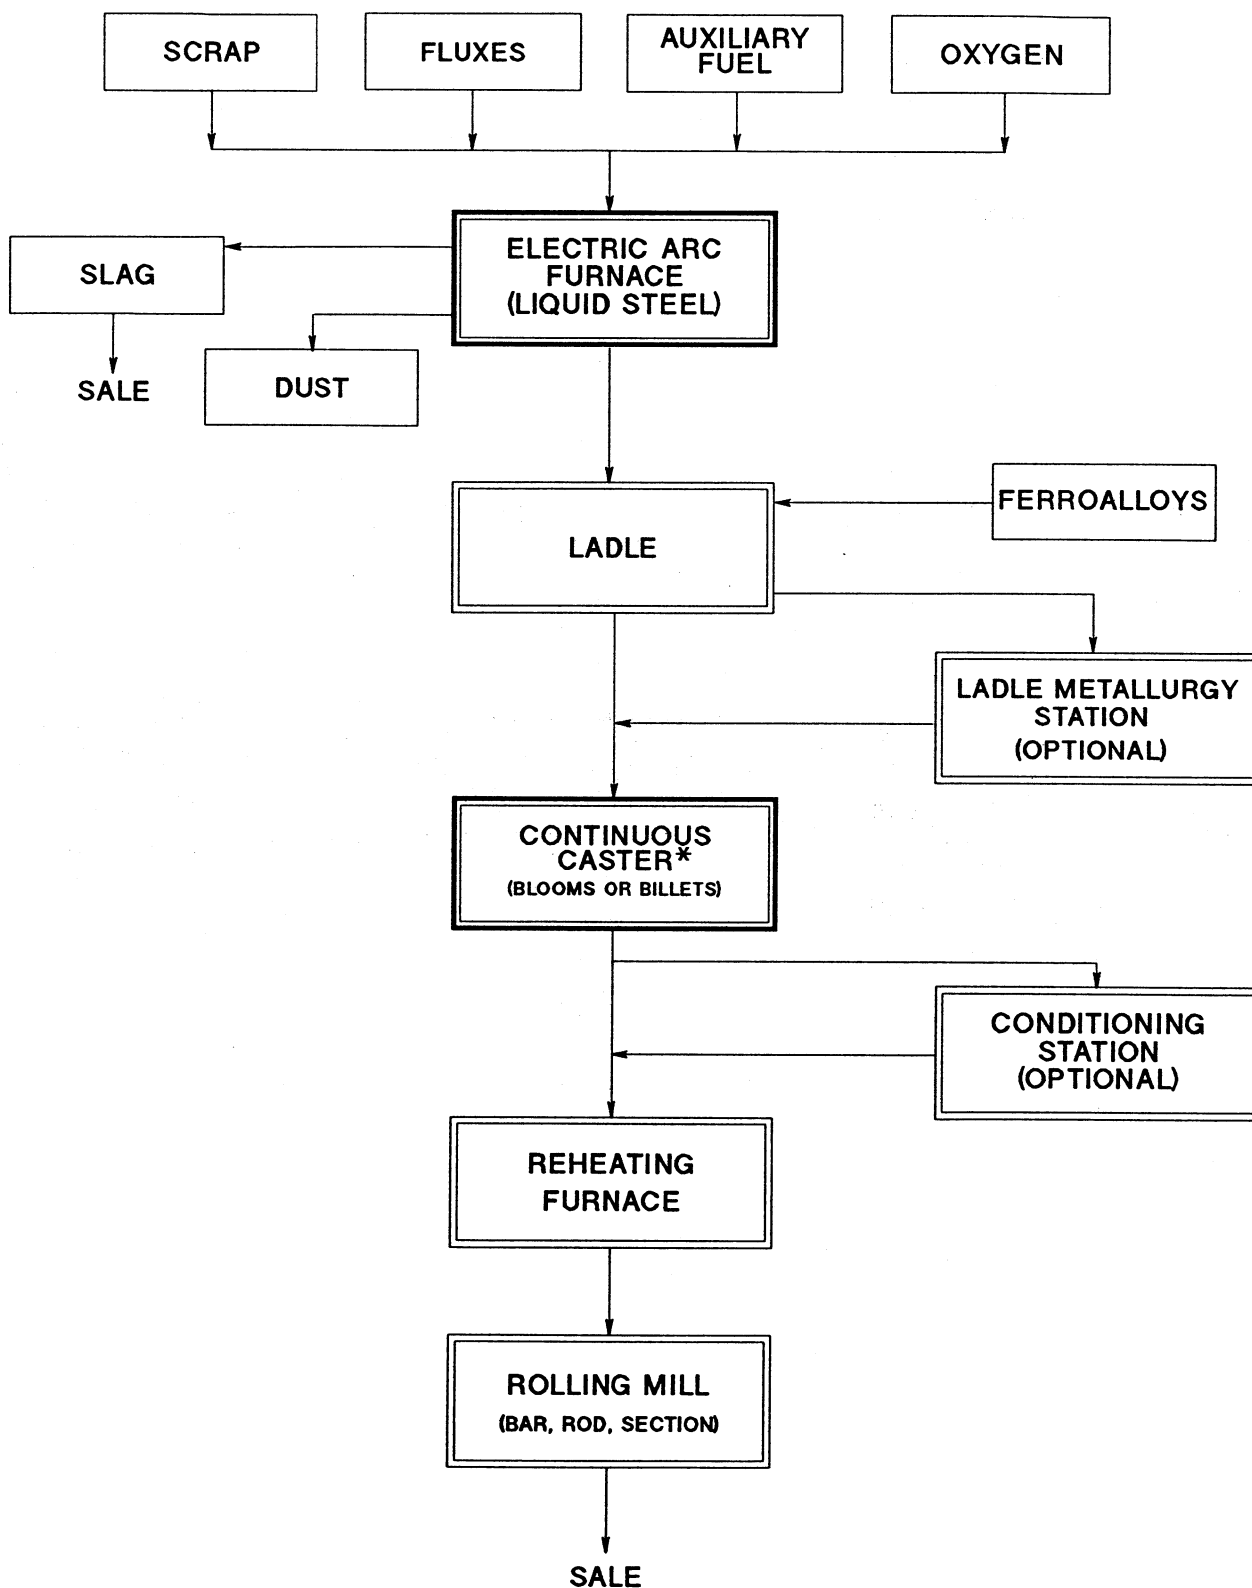 SCRAP
FLUXES
AUXILIARY
FUEL
OXYGEN
ELECTRIC ARC
FURNACE
(LIQUID STEEL)
SLAG
SALE
DUST
FERROALLOYS
LADLE
LADLE METALLURGY
STATION
(OPTIONAL)
CONTINUOUS
CASTER*
(BLOOMS OR BILLETS)
CONDITIONING
STATION
(OPTIONAL)
REHEATING
FURNACE
ROLLING MILL
(BAR, ROD, SECTION)
SALE